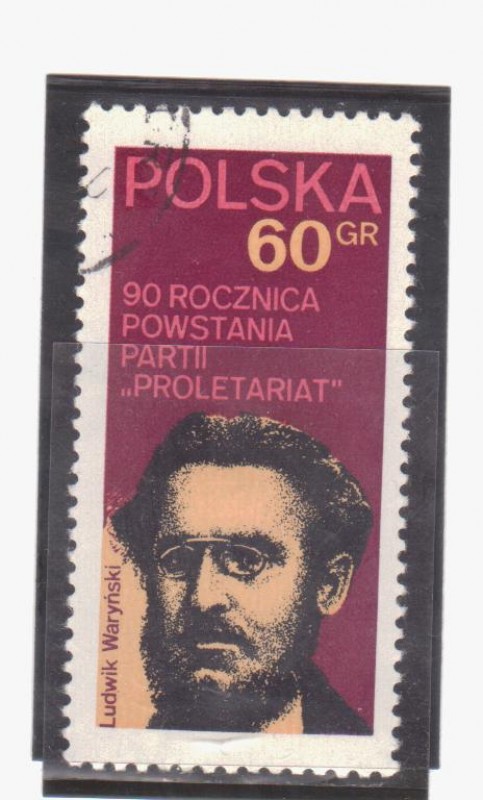 POLSKA
60 GR
90 ROCZNICA
POWSTANIA
PARTII
„PROLETARIAT"
Ludwik Waryński